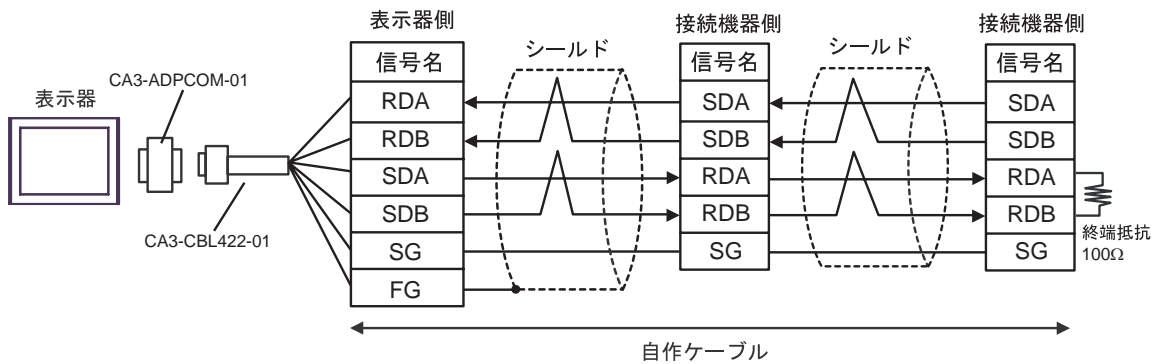 表示器
CA3-ADPCOM-01
CA3-CBL422-01
表示器側
信号名
RDA
RDB
SDA
SDB
SG
FG
シールド
接続機器側
信号名
SDA
SDB
RDA
RDB
SG
シールド
接続機器側
信号名
SDA
SDB
RDA
RDB
SG
終端抵抗
100Ω
自作ケーブル